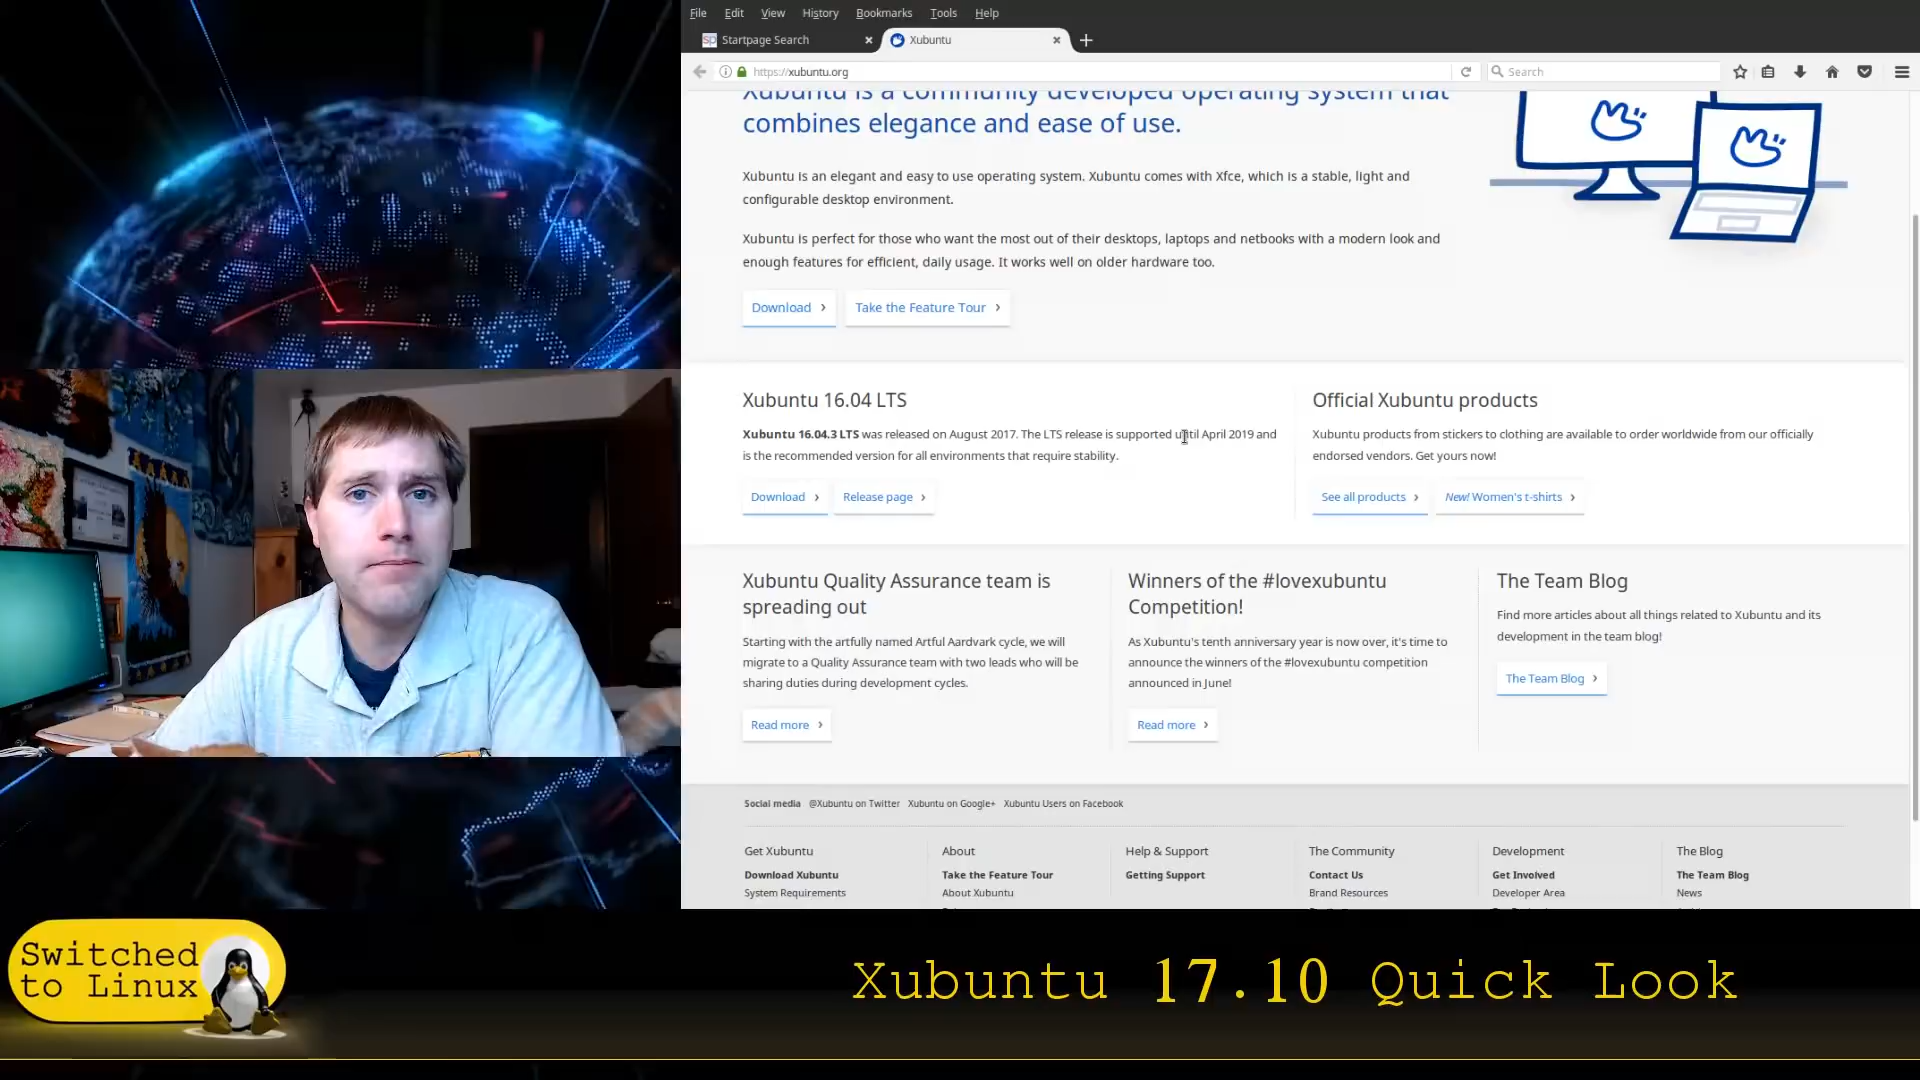 File Edit View History Bookmarks Tools Help
Startpage Search
Xubuntu
https://xubuntu.org
Search
Xubuntu is a community developed operating system that
combines elegance and ease of use.
Xubuntu is an elegant and easy to use operating system. Xubuntu comes with Xfce, which is a stable, light and
configurable desktop environment.
Xubuntu is perfect for those who want the most out of their desktops, laptops and netbooks with a modern look and
enough features for efficient, daily usage. It works well on older hardware too.
Download
Take the Feature Tour
Xubuntu 16.04 LTS
Xubuntu 16.04.3 LTS was released on August 2017. The LTS release is supported until April 2019 and
is the recommended version for all environments that require stability.
Download
Release page
Official Xubuntu products
Xubuntu products from stickers to clothing are available to order worldwide from our officially
endorsed vendors. Get yours now!
See all products
New! Women's t-shirts
Xubuntu Quality Assurance team is
spreading out
Starting with the artfully named Artful Aardvark cycle, we will
migrate to a Quality Assurance team with two leads who will be
sharing duties during development cycles.
Read more
Winners of the #lovexubuntu
Competition!
As Xubuntu's tenth anniversary year is now over, it's time to
announce the winners of the #lovexubuntu competition
announced in June!
Read more
The Team Blog
Find more articles about all things related to Xubuntu and its
development in the team blog!
The Team Blog
Social media @Xubuntu on Twitter Xubuntu on Google+ Xubuntu Users on Facebook
Get Xubuntu
Download Xubuntu
System Requirements
About
Take the Feature Tour
About Xubuntu
Help & Support
Getting Support
The Community
Contact Us
Brand Resources
Development
Get Involved
Developer Area
The Blog
The Team Blog
News
Switched
to Linux
Xubuntu 17.10 Quick Look